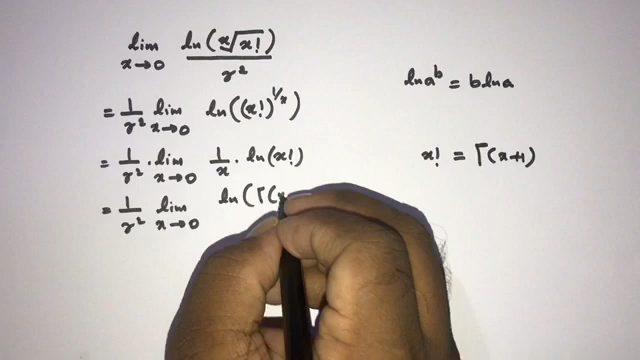 lim x→0 ln(ˣ√x!) / γ²
= 1/γ² lim x→0 ln((x!)^1/x)
= 1/γ² · lim x→0 1/x · ln(x!)
= 1/γ² lim x→0 ln(Γ(x
ln a^b = b ln a
x! = Γ(x+1)